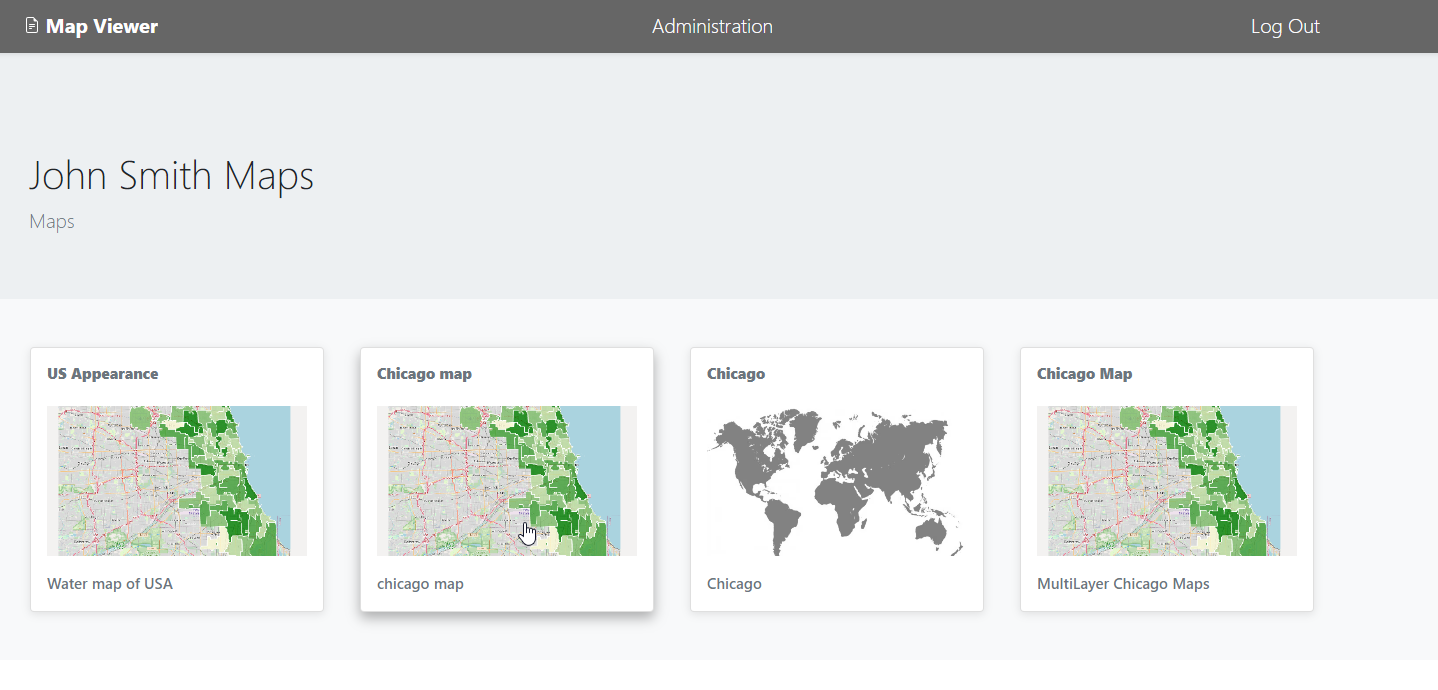 Map Viewer Administration Log Out
John Smith Maps
Maps
US Appearance
Water map of USA
Chicago map
chicago map
Chicago
Chicago
Chicago Map
MultiLayer Chicago Maps